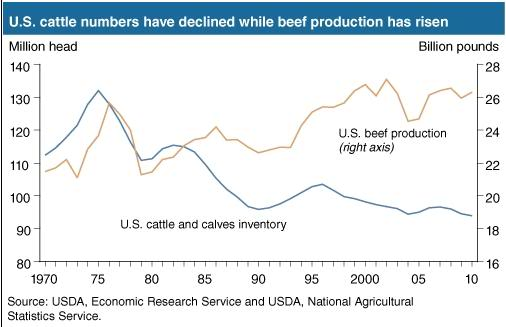 U.S. cattle numbers have declined while beef production has risen
Million head
Billion pounds
140
130
120
110
100
90
80
28
26
24
22
20
18
16
U.S. beef production
(right axis)
U.S. cattle and calves inventory
1970 75 80 85 90 95 2000 05 10
Source: USDA, Economic Research Service and USDA, National Agricultural
Statistics Service.